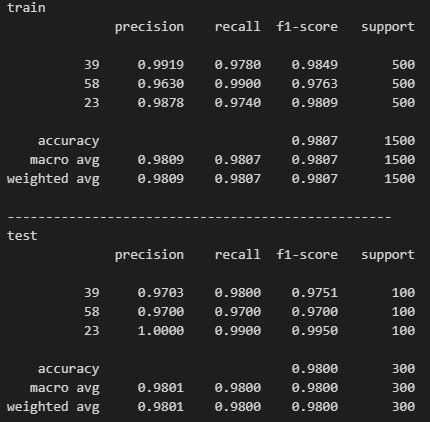 train
precision recall f1-score support
39 0.9919 0.9780 0.9849 500
58 0.9630 0.9900 0.9763 500
23 0.9878 0.9740 0.9809 500
accuracy 0.9807 1500
macro avg 0.9809 0.9807 0.9807 1500
weighted avg 0.9809 0.9807 0.9807 1500
--------------------------------------------------
test
precision recall f1-score support
39 0.9703 0.9800 0.9751 100
58 0.9700 0.9700 0.9700 100
23 1.0000 0.9900 0.9950 100
accuracy 0.9800 300
macro avg 0.9801 0.9800 0.9800 300
weighted avg 0.9801 0.9800 0.9800 300